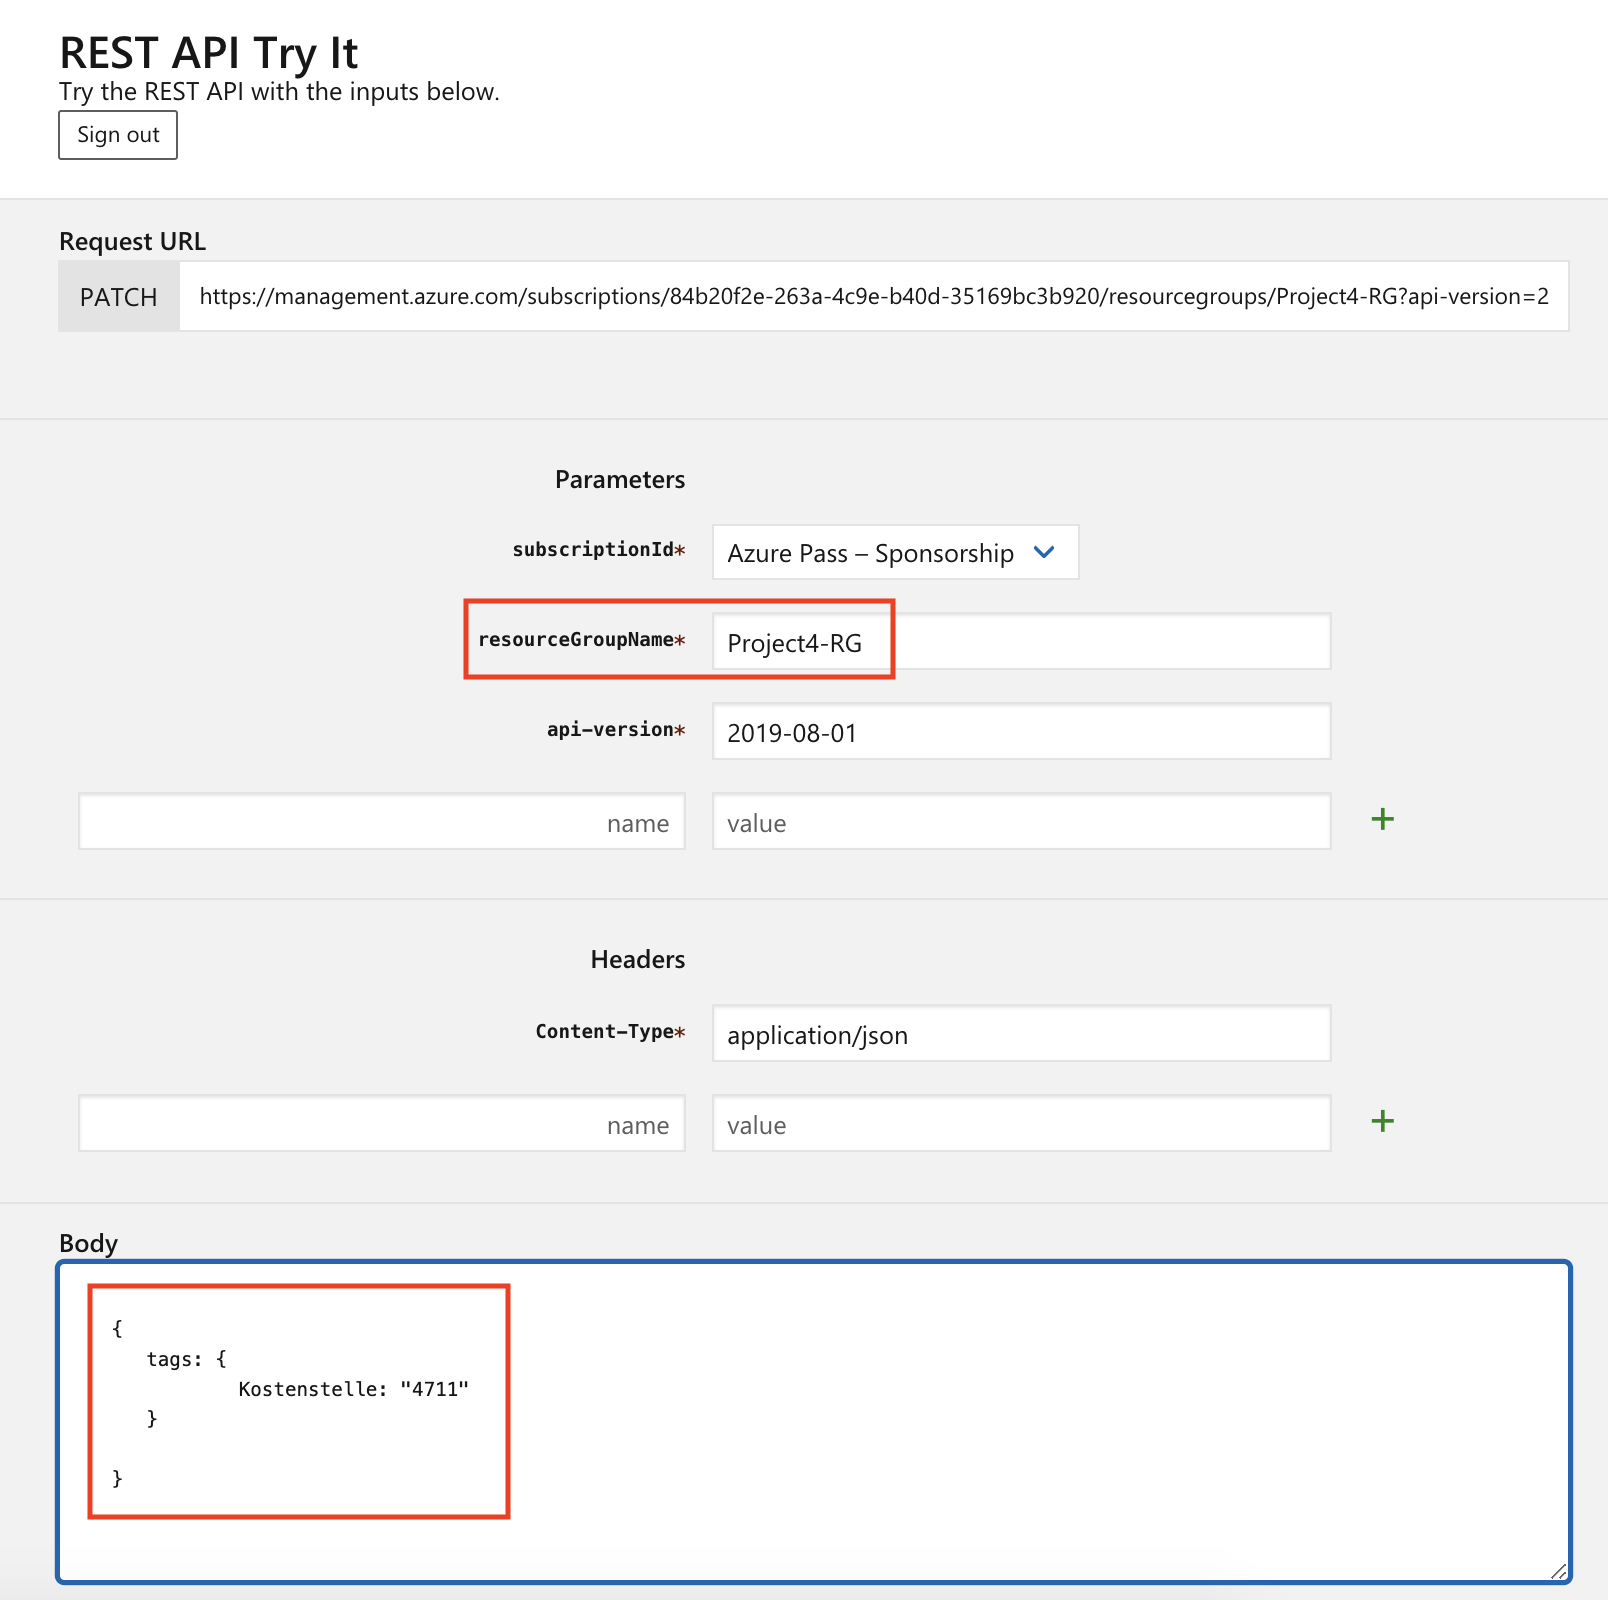 REST API Try It
Try the REST API with the inputs below.
Sign out
Request URL
PATCH https://management.azure.com/subscriptions/84b20f2e-263a-4c9e-b40d-35169bc3b920/resourcegroups/Project4-RG?api-version=2
Parameters
subscriptionId* Azure Pass – Sponsorship
resourceGroupName* Project4-RG
api-version* 2019-08-01
name value +
Headers
Content-Type* application/json
name value +
Body
{
tags: {
Kostenstelle: "4711"
}
}